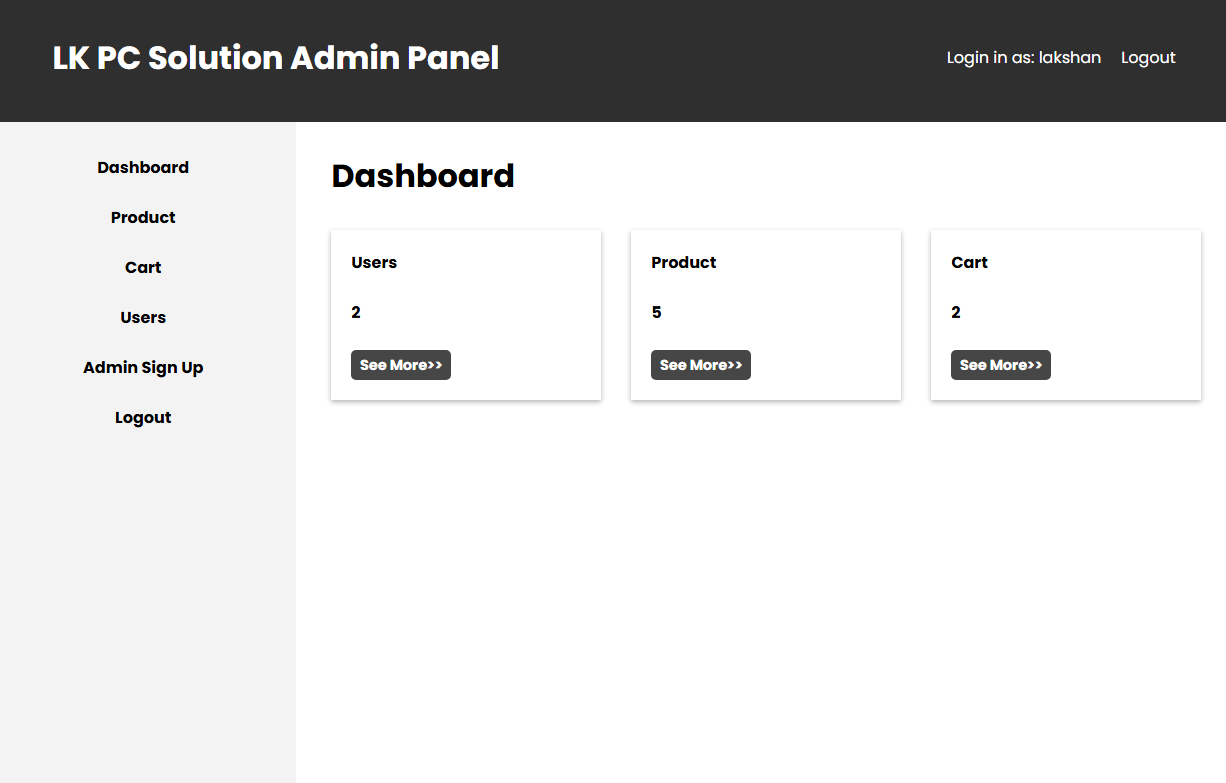 LK PC Solution Admin Panel
Login in as: lakshan Logout
Dashboard
Product
Cart
Users
Admin Sign Up
Logout
Dashboard
Users
2
See More>>
Product
5
See More>>
Cart
2
See More>>